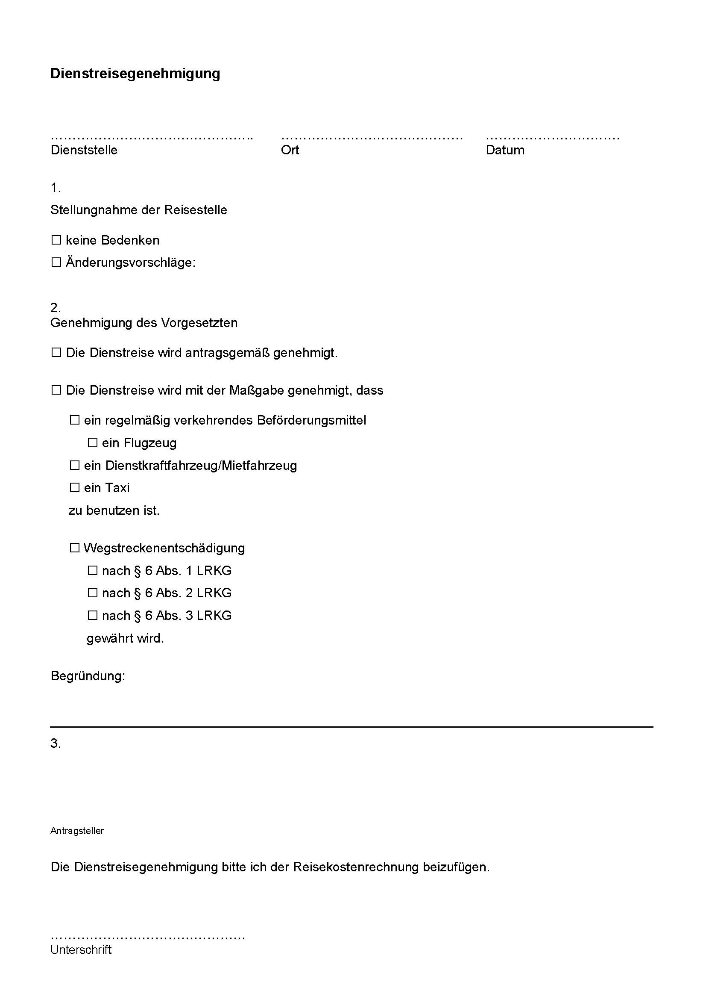 Dienstreisegenehmigung
……………………………………….. …………………………………… ………………………….
Dienststelle Ort Datum
1.
Stellungnahme der Reisestelle
☐ keine Bedenken
☐ Änderungsvorschläge:
2.
Genehmigung des Vorgesetzten
☐ Die Dienstreise wird antragsgemäß genehmigt.
☐ Die Dienstreise wird mit der Maßgabe genehmigt, dass
☐ ein regelmäßig verkehrendes Beförderungsmittel
☐ ein Flugzeug
☐ ein Dienstkraftfahrzeug/Mietfahrzeug
☐ ein Taxi
zu benutzen ist.
☐ Wegstreckenentschädigung
☐ nach § 6 Abs. 1 LRKG
☐ nach § 6 Abs. 2 LRKG
☐ nach § 6 Abs. 3 LRKG
gewährt wird.
Begründung:
3.
Antragsteller
Die Dienstreisegenehmigung bitte ich der Reisekostenrechnung beizufügen.
………………………………………
Unterschrift